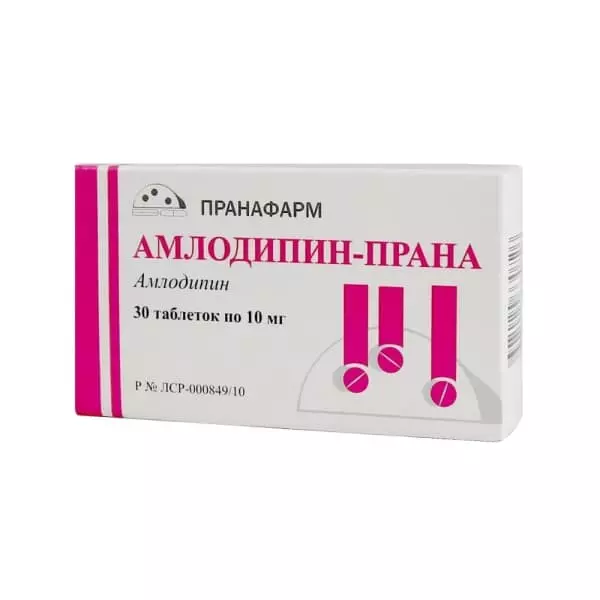 ПРАНАФАРМ
АМЛОДИПИН-ПРАНА
Амлодипин
30 таблеток по 10 мг
Р № ЛСР-000849/10